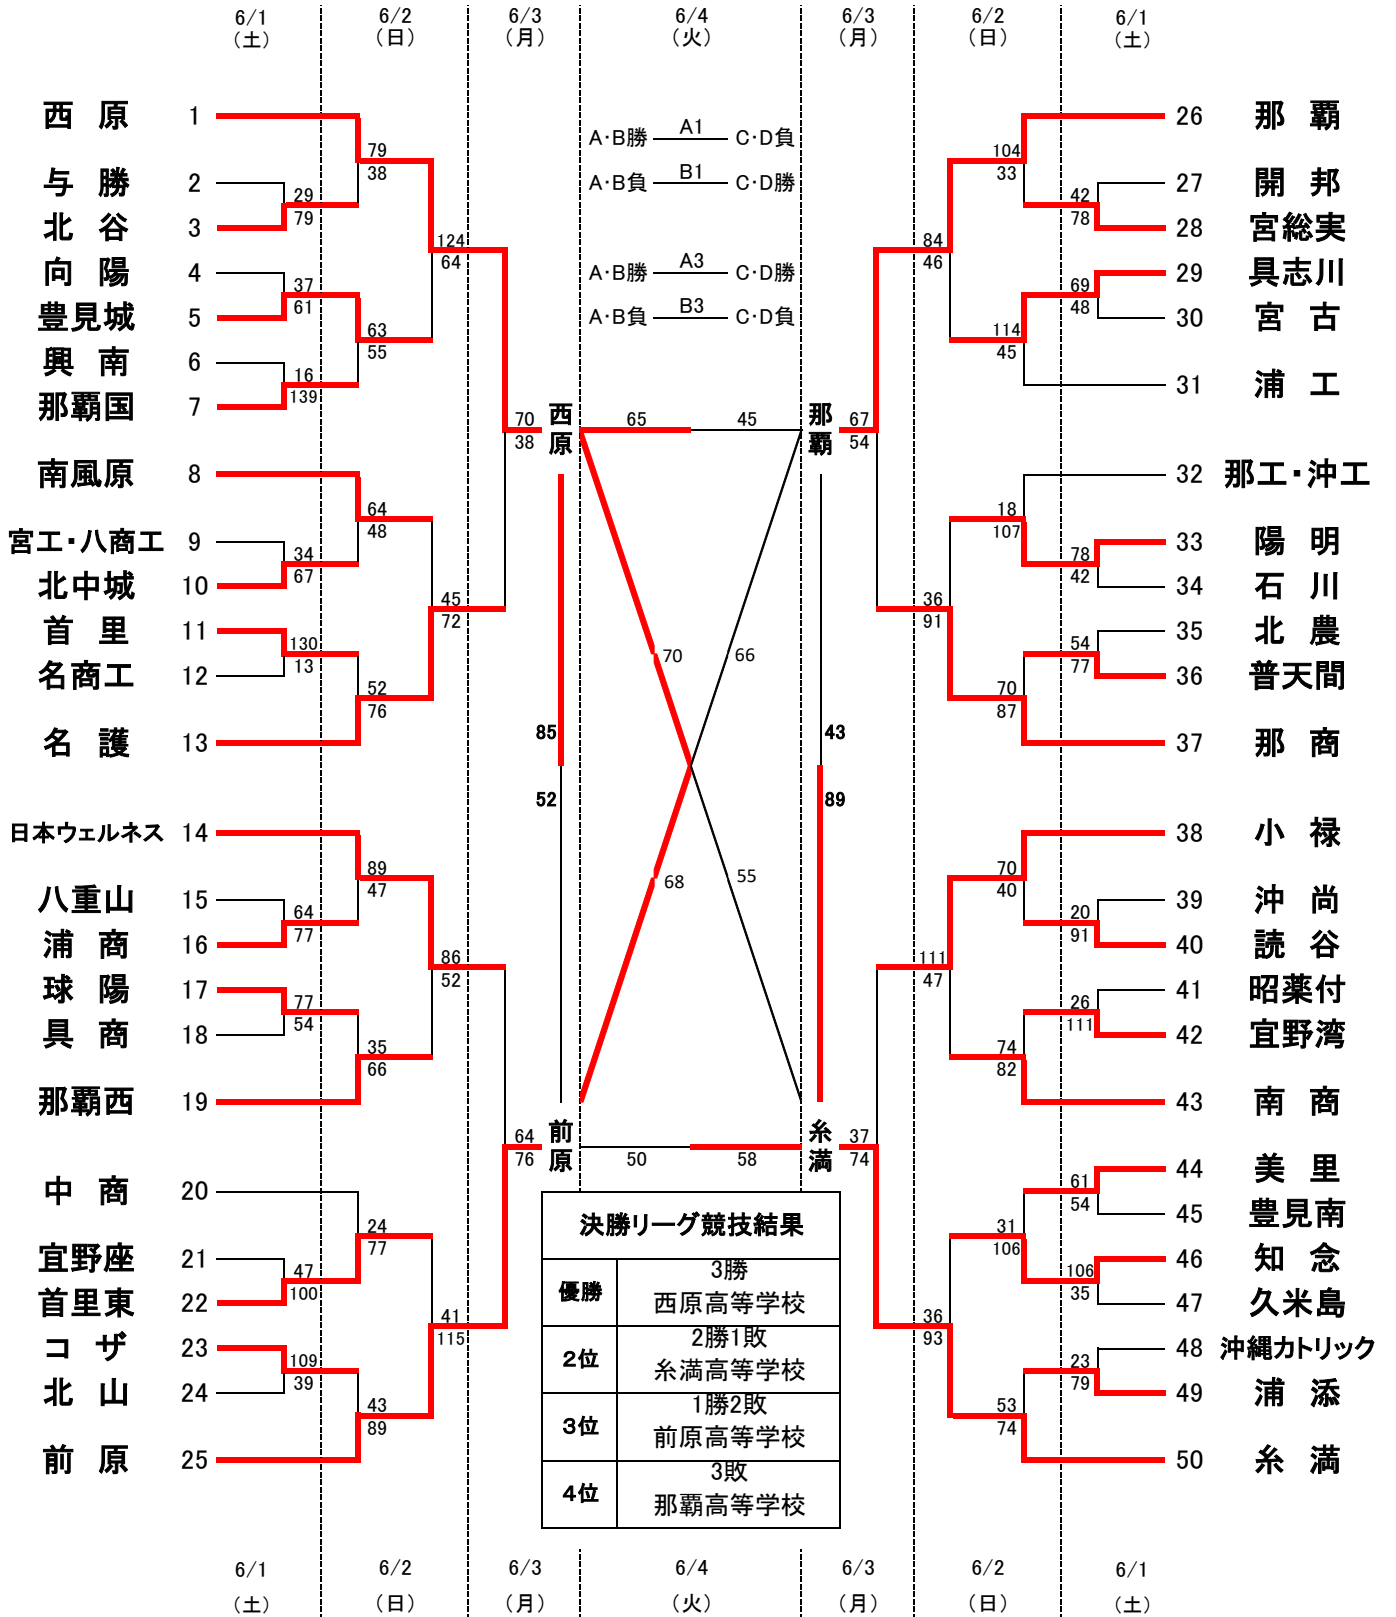 6/1 6/2 6/3 6/4 6/3 6/2 6/1
(土) (日) (月) (火) (月) (日) (土)
西 原 1
与 勝 2
北 谷 3
向 陽 4
豊見城 5
興 南 6
那覇国 7
南風原 8
宮工・八商工 9
北中城 10
首 里 11
名商工 12
名 護 13
日本ウェルネス 14
八重山 15
浦 商 16
球 陽 17
具 商 18
那覇西 19
中 商 20
宜野座 21
首里東 22
コ ザ 23
北 山 24
前 原 25
29
79
37
61
16
139
34
67
130
13
64
77
77
54
47
100
109
39
79
38
63
55
64
48
52
76
89
47
35
66
24
77
43
89
124
64
45
72
86
52
41
115
70
38
64
76
A・B勝 A1 C・D負
A・B負 B1 C・D勝
A・B勝 A3 C・D勝
A・B負 B3 C・D負
西原
那覇
65 45
70 66
85 43
52 89
68 55
前原
糸満
50 58
決勝リーグ競技結果
優勝 3勝
西原高等学校
2位 2勝1敗
糸満高等学校
3位 1勝2敗
前原高等学校
4位 3敗
那覇高等学校
67
54
37
74
84
46
36
91
111
47
36
93
104
33
114
45
18
107
70
87
70
40
74
82
31
106
53
74
42
78
69
48
78
42
54
77
20
91
26
111
61
54
106
35
23
79
26 那 覇
27 開 邦
28 宮総実
29 具志川
30 宮 古
31 浦 工
32 那工・沖工
33 陽 明
34 石 川
35 北 農
36 普天間
37 那 商
38 小 禄
39 沖 尚
40 読 谷
41 昭薬付
42 宜野湾
43 南 商
44 美 里
45 豊見南
46 知 念
47 久米島
48 沖縄カトリック
49 浦 添
50 糸 満
6/1 6/2 6/3 6/4 6/3 6/2 6/1
(土) (日) (月) (火) (月) (日) (土)